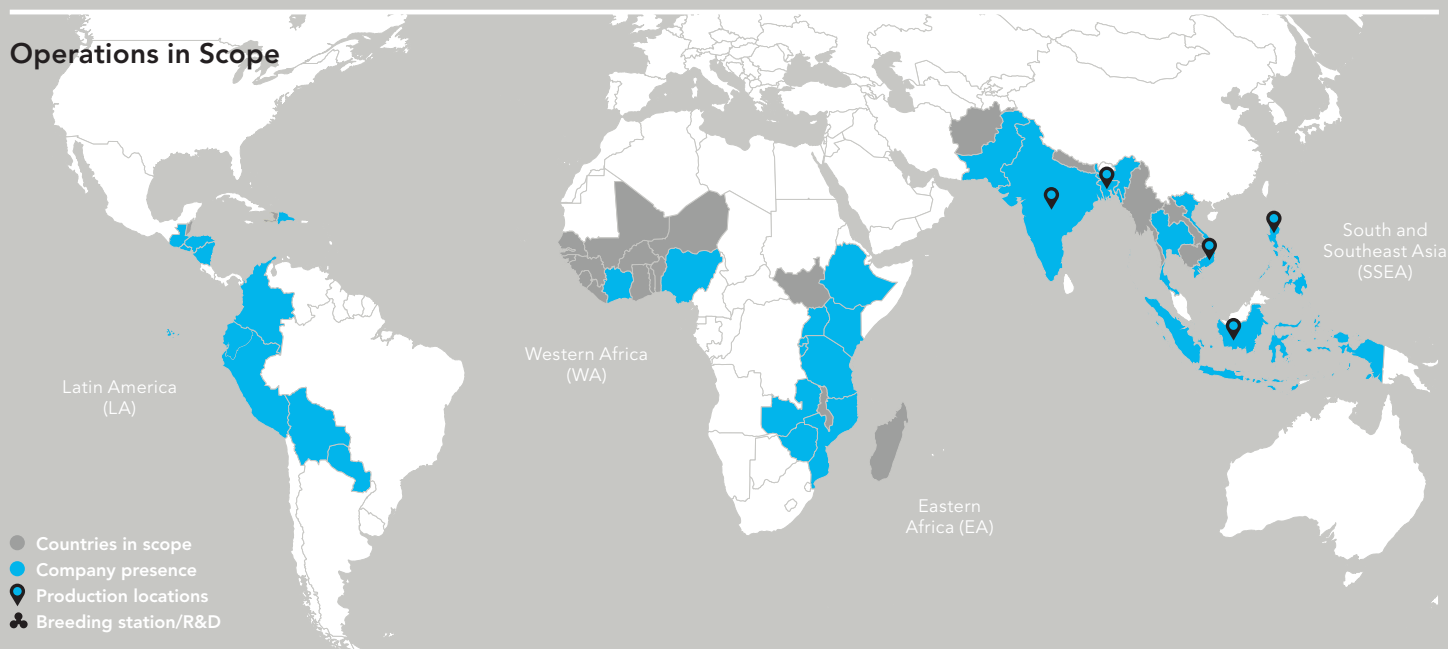 Operations in Scope
South and
Southeast Asia
(SSEA)
Western Africa
(WA)
Latin America
(LA)
Eastern
Africa (EA)
Countries in scope
Company presence
Production locations
Breeding station/R&D